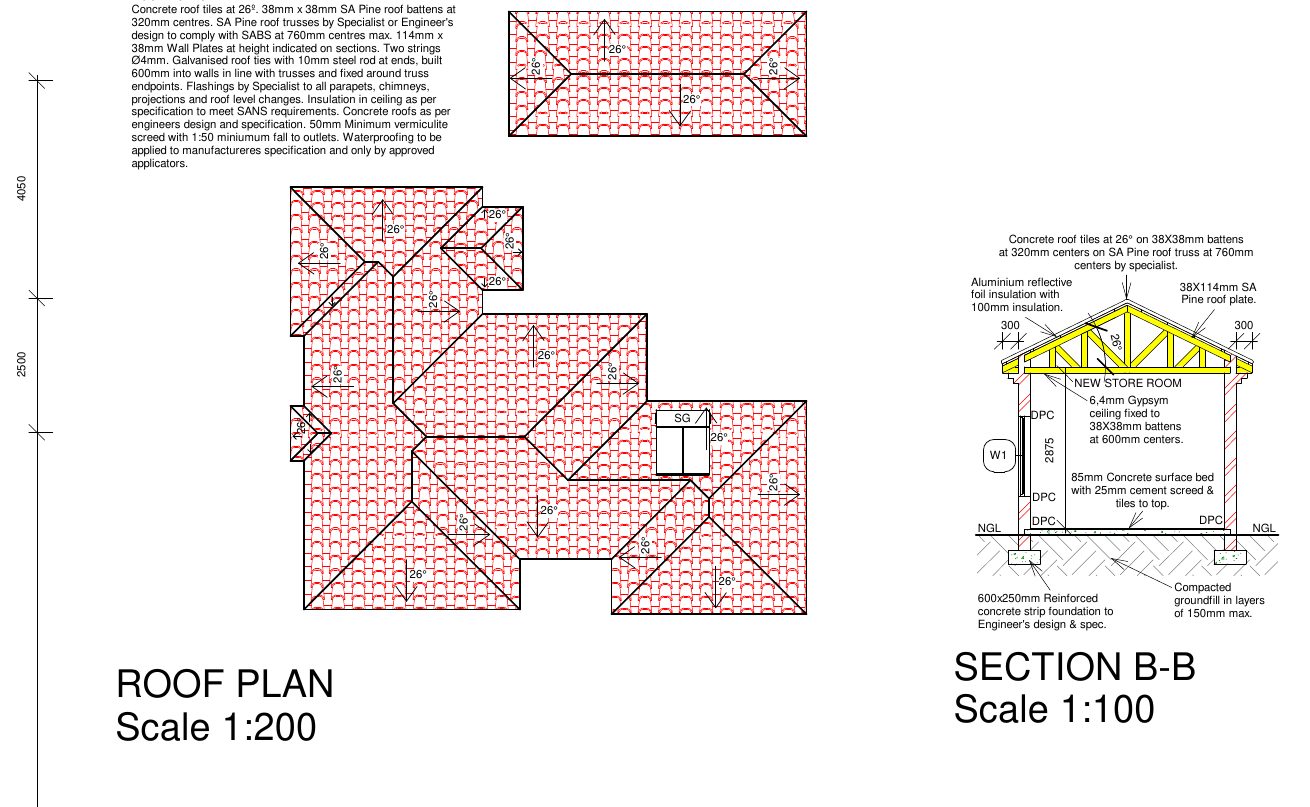 Concrete roof tiles at 26º. 38mm x 38mm SA Pine roof battens at
320mm centres. SA Pine roof trusses by Specialist or Engineer's
design to comply with SABS at 760mm centres max. 114mm x
38mm Wall Plates at height indicated on sections. Two strings
Ø4mm. Galvanised roof ties with 10mm steel rod at ends, built
600mm into walls in line with trusses and fixed around truss
endpoints. Flashings by Specialist to all parapets, chimneys,
projections and roof level changes. Insulation in ceiling as per
specification to meet SANS requirements. Concrete roofs as per
engineers design and specification. 50mm Minimum vermiculite
screed with 1:50 miniumum fall to outlets. Waterproofing to be
applied to manufactureres specification and only by approved
applicators.
4050
2500
26°
26°
26°
26°
26°
26°
26°
26°
26°
26°
26°
26°
26°
26°
SG
26°
26°
26°
26°
26°
26°
26°
26°
ROOF PLAN
Scale 1:200
Concrete roof tiles at 26° on 38X38mm battens
at 320mm centers on SA Pine roof truss at 760mm
centers by specialist.
Aluminium reflective
foil insulation with
100mm insulation.
38X114mm SA
Pine roof plate.
300
300
26°
NEW STORE ROOM
6,4mm Gypsym
ceiling fixed to
38X38mm battens
at 600mm centers.
DPC
W1
2875
85mm Concrete surface bed
with 25mm cement screed &
tiles to top.
DPC
DPC
DPC
NGL
NGL
600x250mm Reinforced
concrete strip foundation to
Engineer's design & spec.
Compacted
groundfill in layers
of 150mm max.
SECTION B-B
Scale 1:100